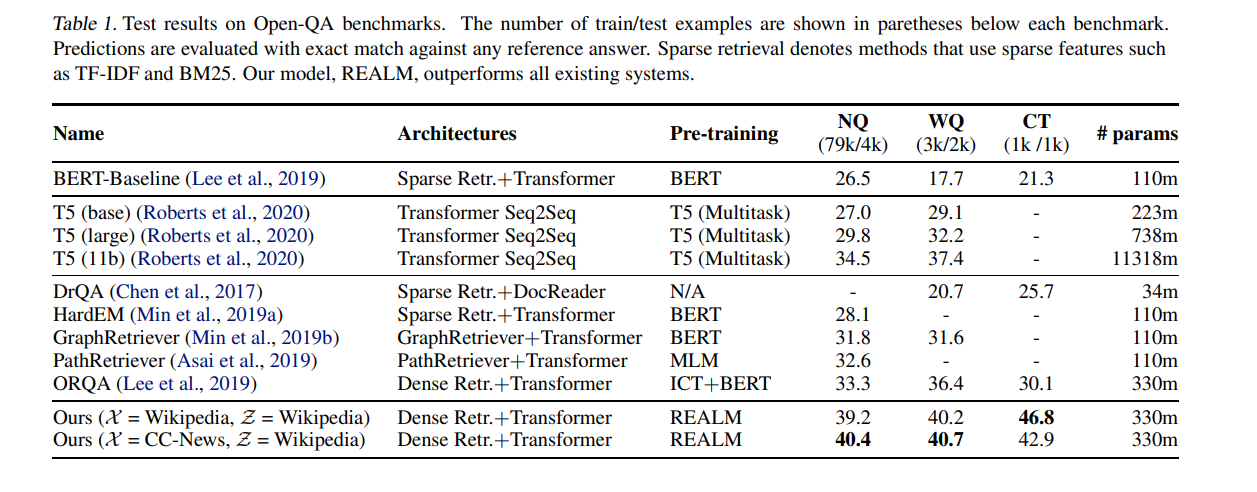 Table 1. Test results on Open-QA benchmarks. The number of train/test examples are shown in paretheses below each benchmark.
Predictions are evaluated with exact match against any reference answer. Sparse retrieval denotes methods that use sparse features such
as TF-IDF and BM25. Our model, REALM, outperforms all existing systems.
Name Architectures Pre-training NQ (79k/4k) WQ (3k/2k) CT (1k /1k) # params
BERT-Baseline (Lee et al., 2019) Sparse Retr.+Transformer BERT 26.5 17.7 21.3 110m
T5 (base) (Roberts et al., 2020) Transformer Seq2Seq T5 (Multitask) 27.0 29.1 - 223m
T5 (large) (Roberts et al., 2020) Transformer Seq2Seq T5 (Multitask) 29.8 32.2 - 738m
T5 (11b) (Roberts et al., 2020) Transformer Seq2Seq T5 (Multitask) 34.5 37.4 - 11318m
DrQA (Chen et al., 2017) Sparse Retr.+DocReader N/A - 20.7 25.7 34m
HardEM (Min et al., 2019a) Sparse Retr.+Transformer BERT 28.1 - - 110m
GraphRetriever (Min et al., 2019b) GraphRetriever+Transformer BERT 31.8 31.6 - 110m
PathRetriever (Asai et al., 2019) PathRetriever+Transformer MLM 32.6 - - 110m
ORQA (Lee et al., 2019) Dense Retr.+Transformer ICT+BERT 33.3 36.4 30.1 330m
Ours (𝒳 = Wikipedia, 𝒵 = Wikipedia) Dense Retr.+Transformer REALM 39.2 40.2 46.8 330m
Ours (𝒳 = CC-News, 𝒵 = Wikipedia) Dense Retr.+Transformer REALM 40.4 40.7 42.9 330m